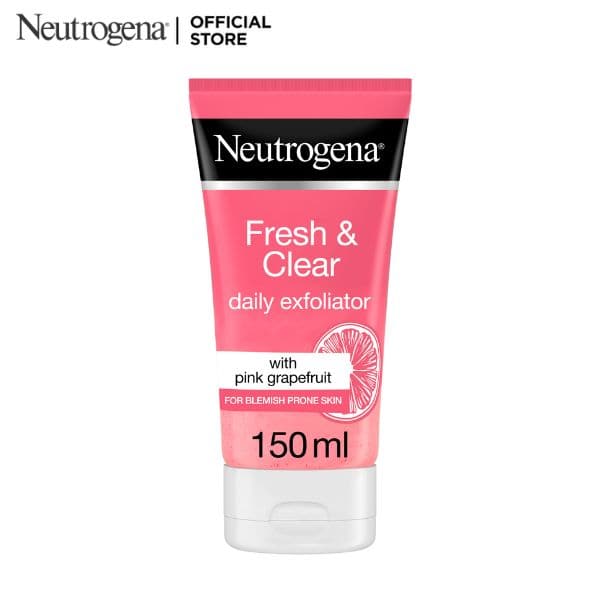 Neutrogena® | OFFICIAL
STORE
Neutrogena®
Fresh &
Clear
daily exfoliator
with
pink grapefruit
FOR BLEMISH PRONE SKIN
150 ml